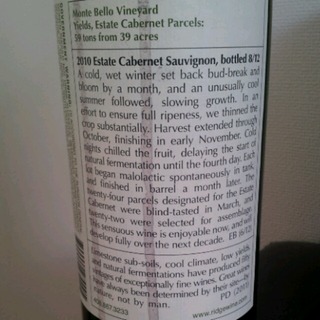 Monte Bello Vineyard
Yields, Estate Cabernet Parcels:
59 tons from 39 acres
2010 Estate Cabernet Sauvignon, bottled 8/12
A cold, wet winter set back bud-break and
bloom by a month, and an unusually cool
summer followed, slowing growth. In an
effort to ensure full ripeness, we thinned the
crop substantially. Harvest extended through
October, finishing in early November. Cold
nights chilled the fruit, delaying the start of
natural fermentation until the fourth day. Each
lot began malolactic spontaneously in tank,
and finished in barrel a month later. The
twenty-four parcels designated for the Estate
Cabernet were blind-tasted in March, and
twenty-two were selected for assemblage.
This sensuous wine is enjoyable now, and will
develop fully over the next decade. EB (6/12)
Limestone sub-soils, cool climate, low yields,
and natural fermentations have produced fifty
vintages of exceptionally fine wines. Great wines
have always been determined by their sites, by
nature, not by man. PD (2011)
www.ridgewine.com